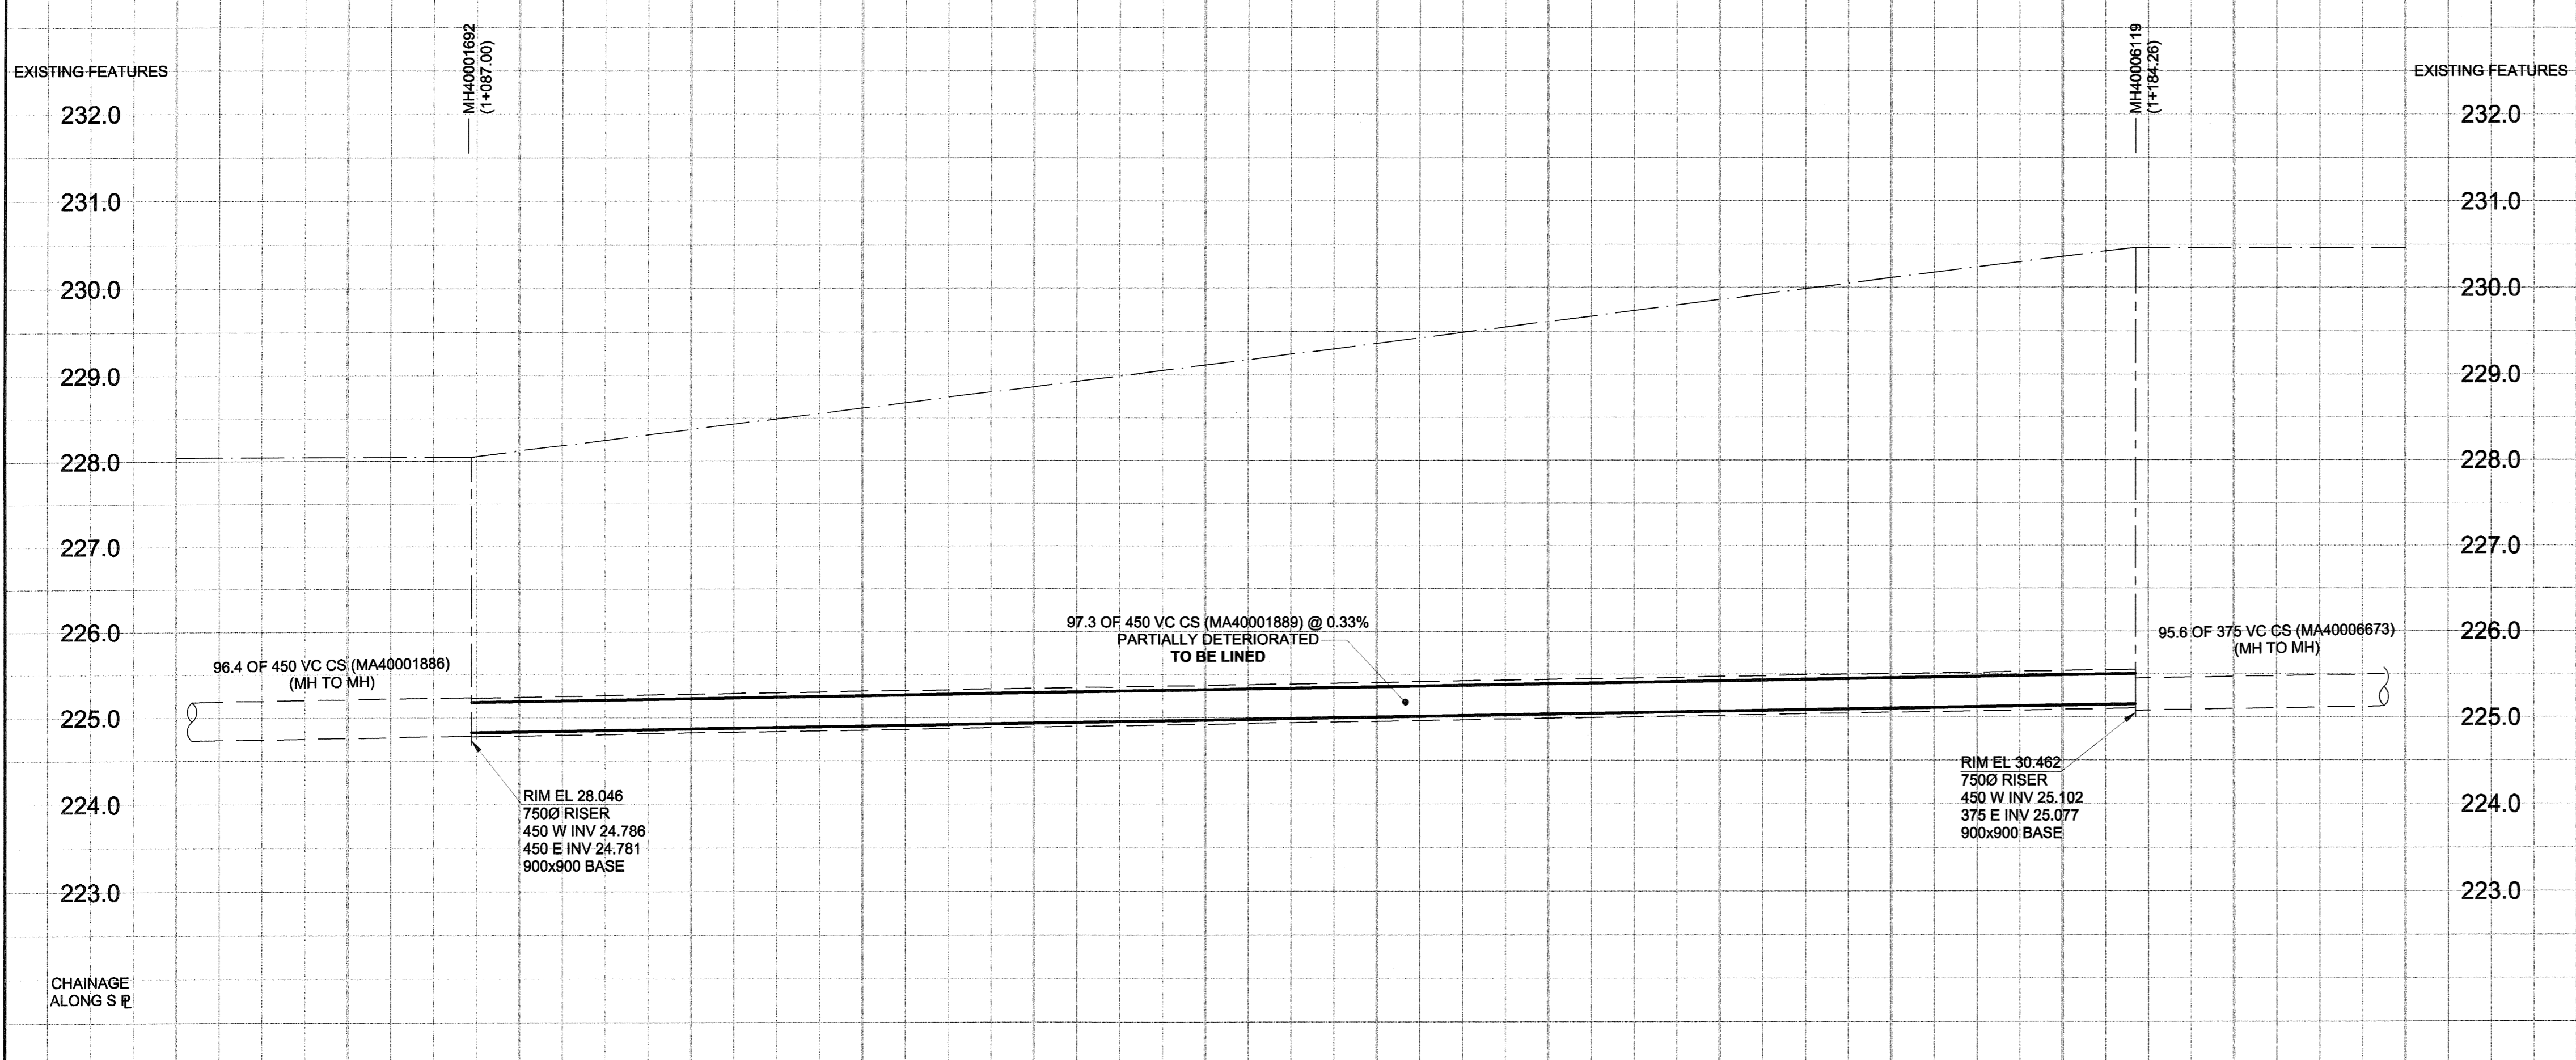 MH40001692
(1+087.00)
MH40006119
(1+184.26)
EXISTING FEATURES
EXISTING FEATURES
232.0
232.0
231.0
231.0
230.0
230.0
229.0
229.0
228.0
228.0
227.0
227.0
226.0
226.0
225.0
225.0
224.0
224.0
223.0
223.0
96.4 OF 450 VC CS (MA40001886)
(MH TO MH)
97.3 OF 450 VC CS (MA40001889) @ 0.33%
PARTIALLY DETERIORATED
TO BE LINED
95.6 OF 375 VC CS (MA40006673)
(MH TO MH)
RIM EL 28.046
750Ø RISER
450 W INV 24.786
450 E INV 24.781
900x900 BASE
RIM EL 30.462
750Ø RISER
450 W INV 25.102
375 E INV 25.077
900x900 BASE
CHAINAGE
ALONG S ⅊